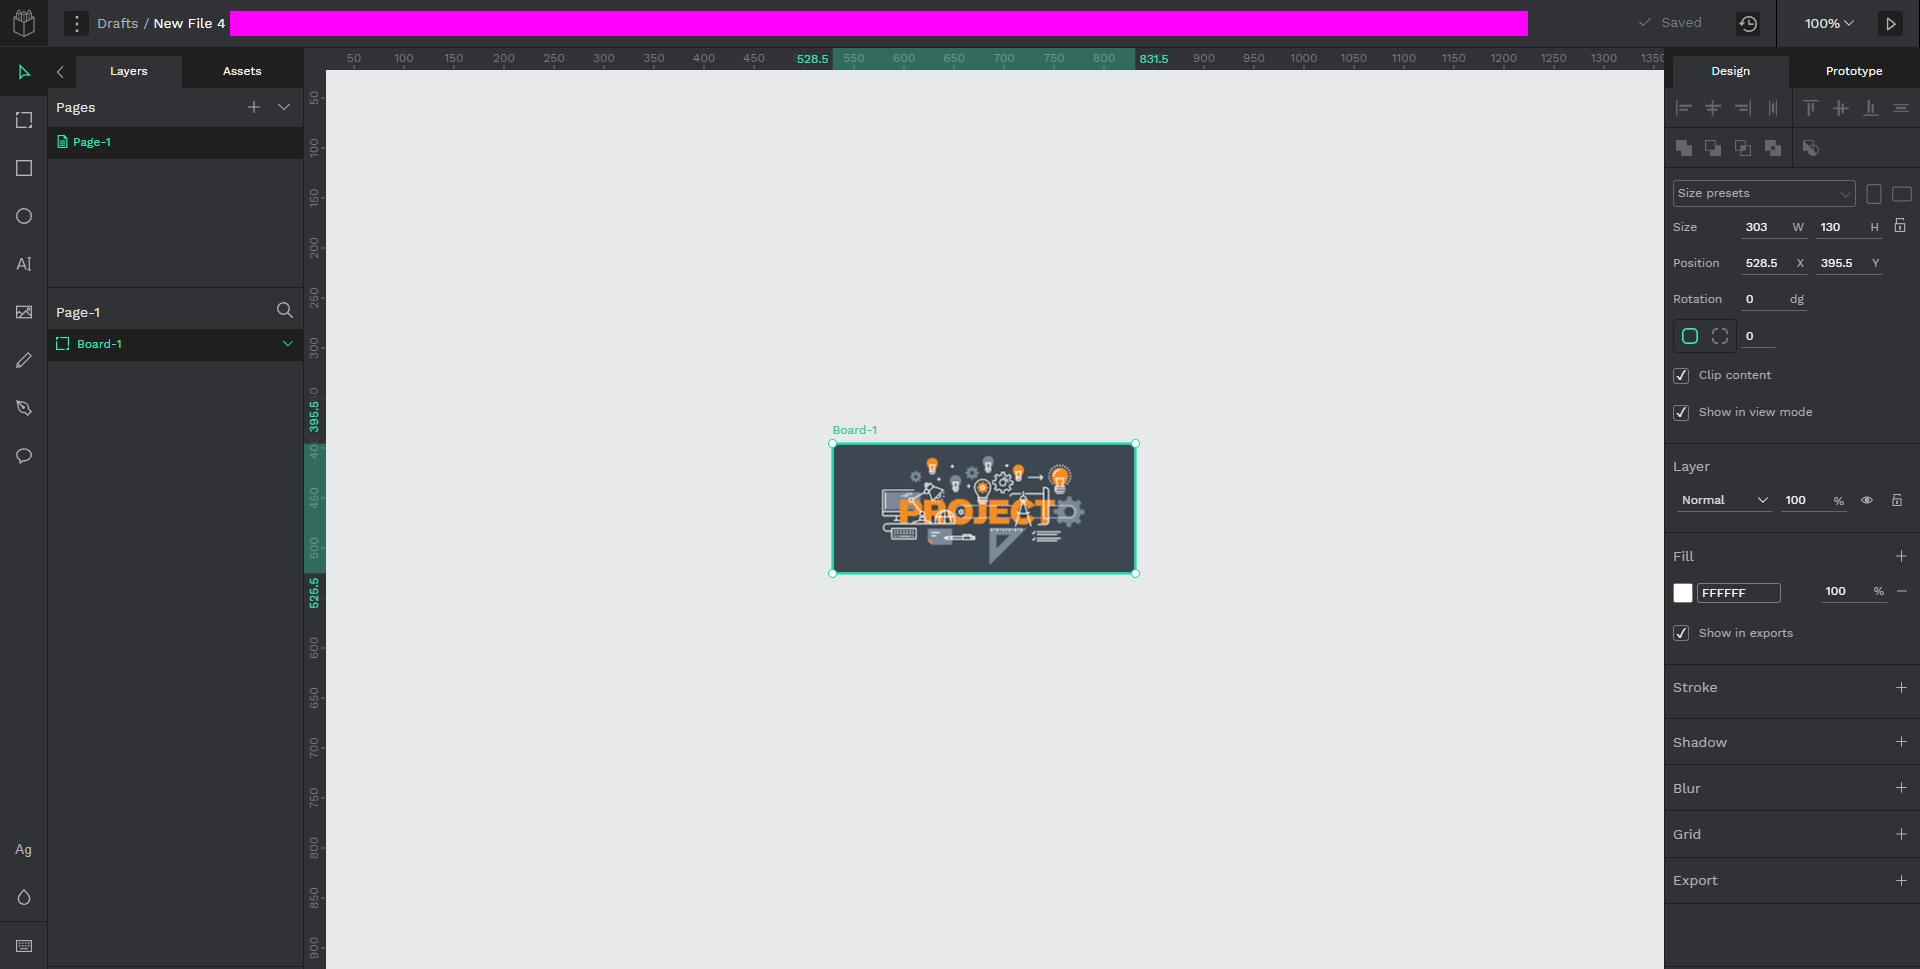 Drafts / New File 4
Saved
100%
Layers
Assets
Design
Prototype
Pages
Page-1
Page-1
Board-1
50 100 150 200 250 300 350 400 450 528.5 550 600 650 700 750 800 831.5 900 950 1000 1050 1100 1150 1200 1250 1300 1350
50
100
150
200
250
300
395.5
450
500
525.5
600
650
700
750
800
850
900
Board-1
PROJECT
Size presets
Size 303 W 130 H
Position 528.5 X 395.5 Y
Rotation 0 dg
0
Clip content
Show in view mode
Layer
Normal 100 %
Fill
FFFFFF 100 %
Show in exports
Stroke
Shadow
Blur
Grid
Export
AI
Ag